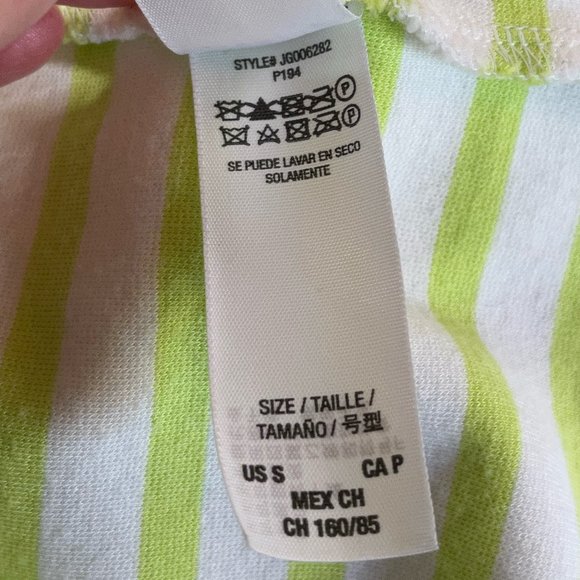 STYLE# JG006282
P194
P
P
SE PUEDE LAVAR EN SECO
SOLAMENTE
SIZE / TAILLE /
TAMAÑO / 号型
US S CA P
MEX CH
CH 160/85